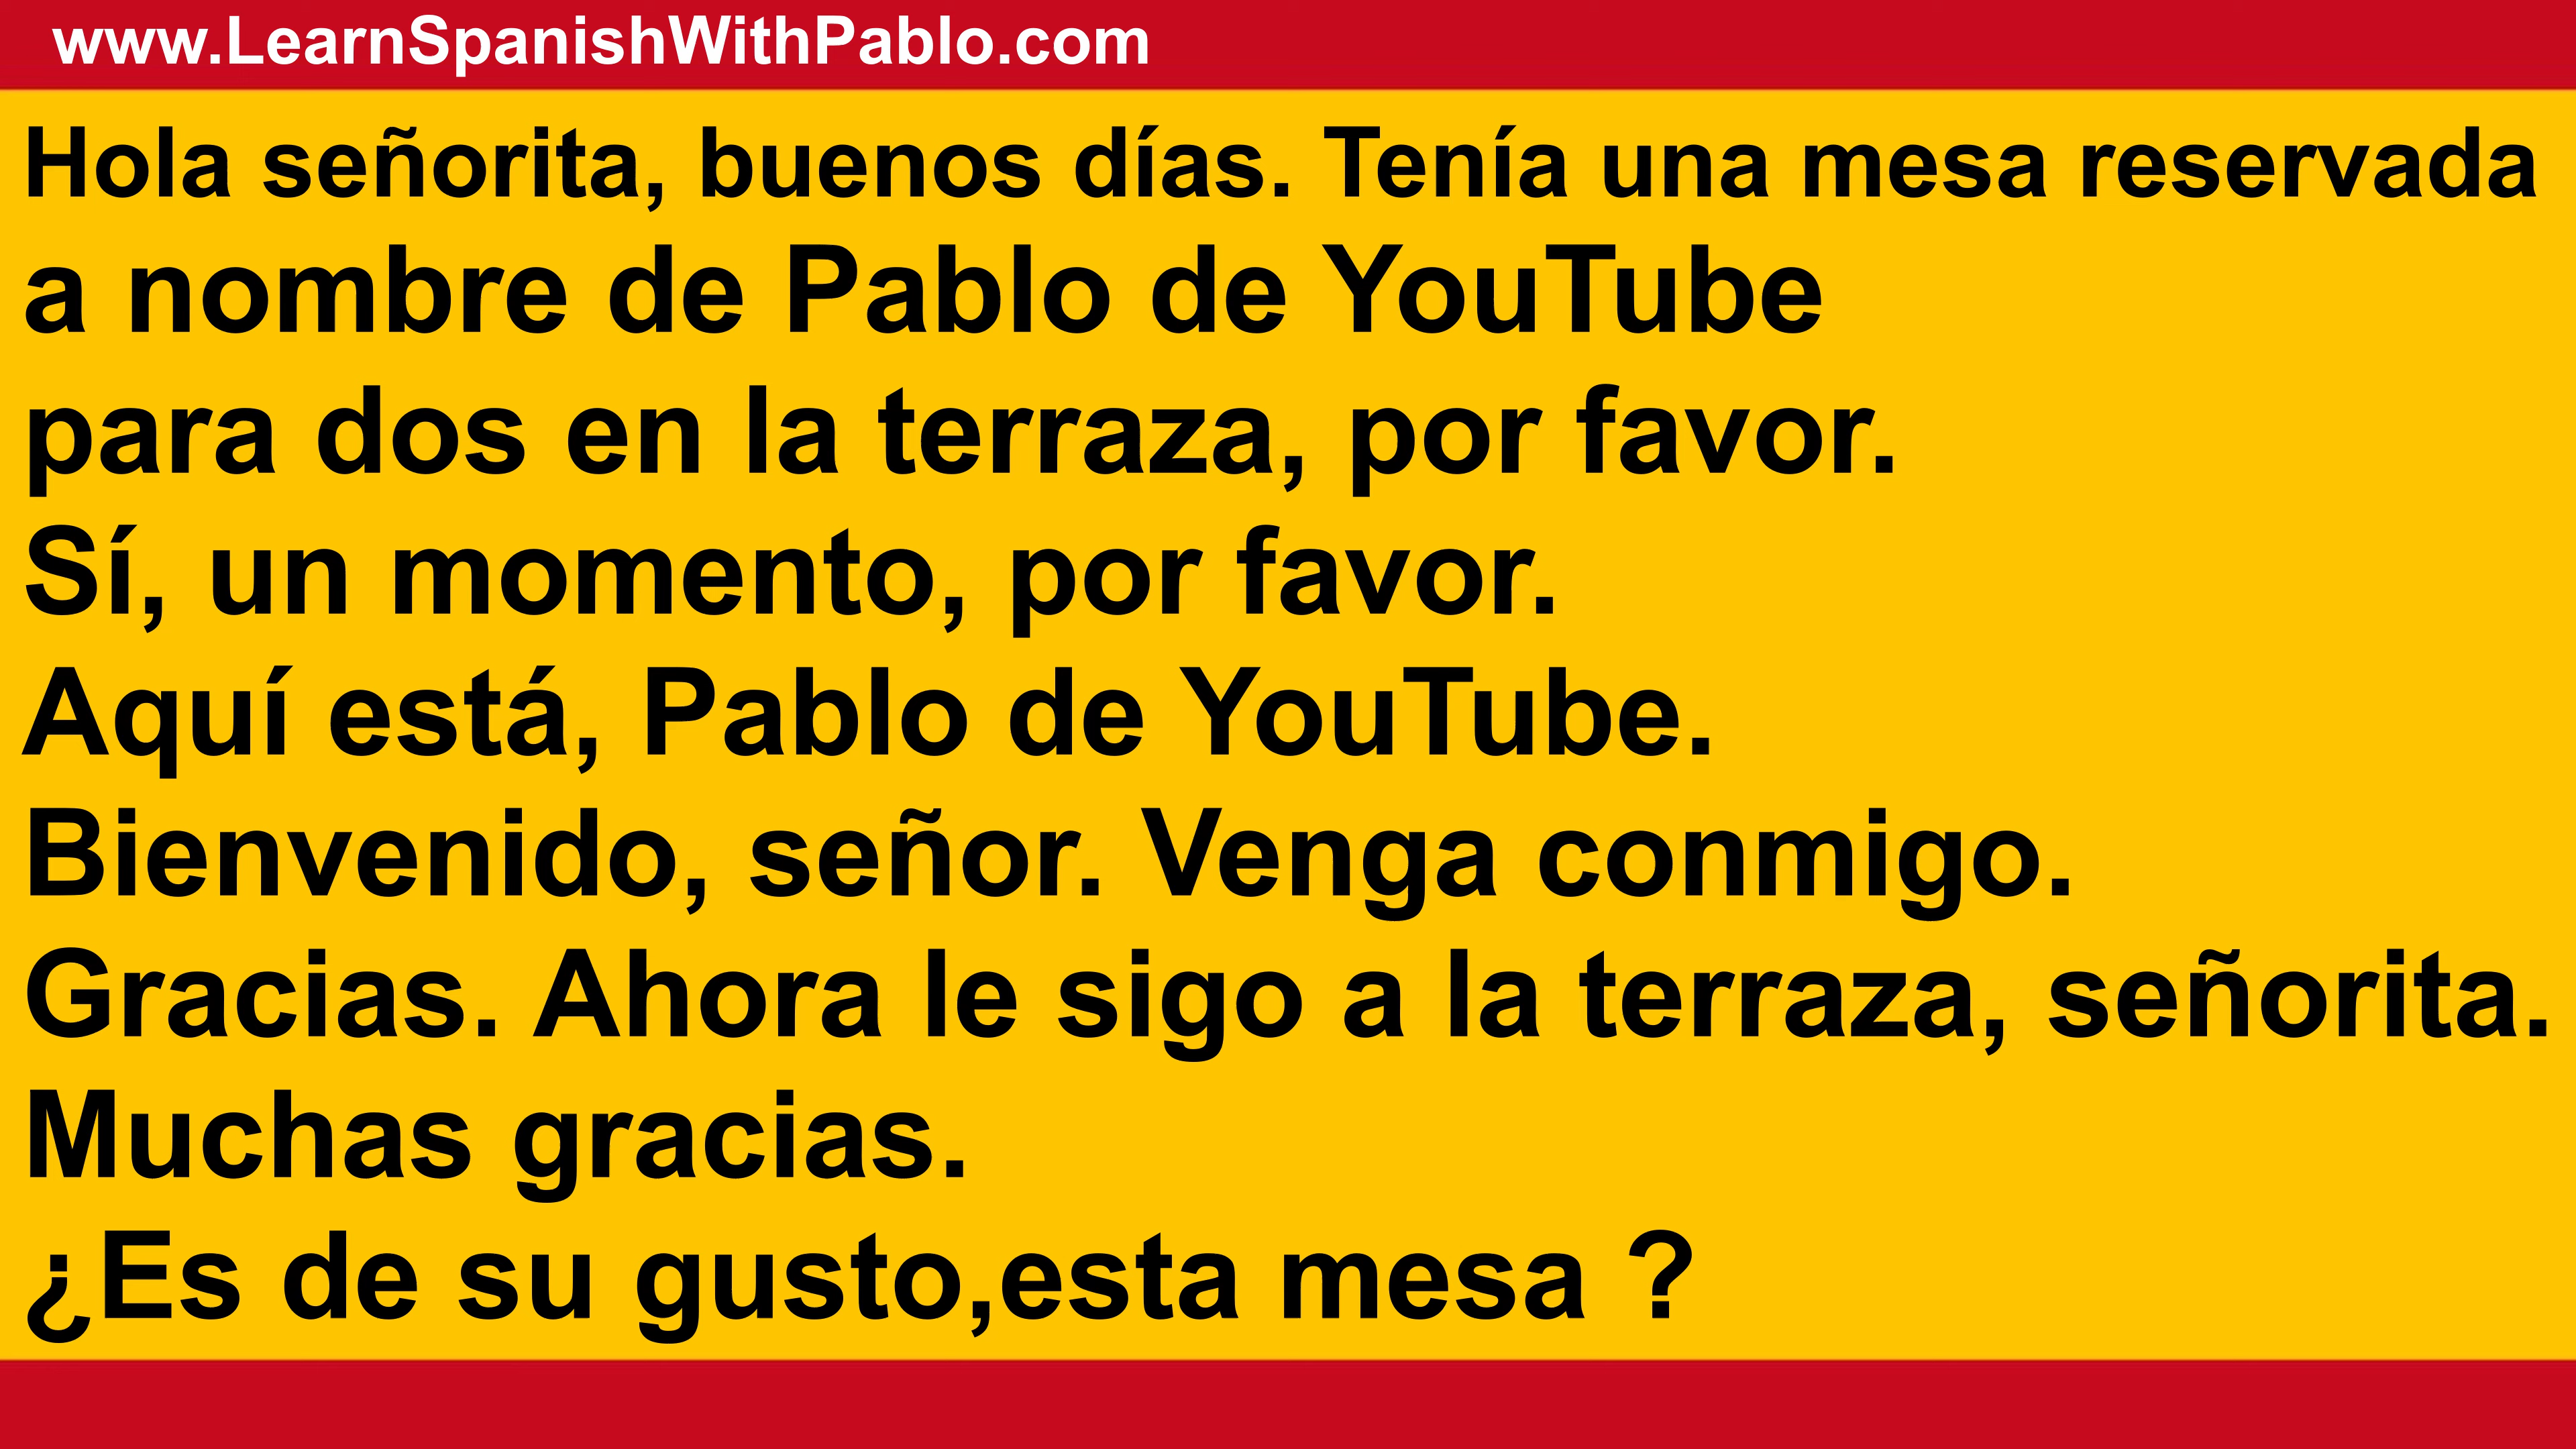 www.LearnSpanishWithPablo.com
Hola señorita, buenos días. Tenía una mesa reservada
a nombre de Pablo de YouTube
para dos en la terraza, por favor.
Sí, un momento, por favor.
Aquí está, Pablo de YouTube.
Bienvenido, señor. Venga conmigo.
Gracias. Ahora le sigo a la terraza, señorita.
Muchas gracias.
¿Es de su gusto,esta mesa ?